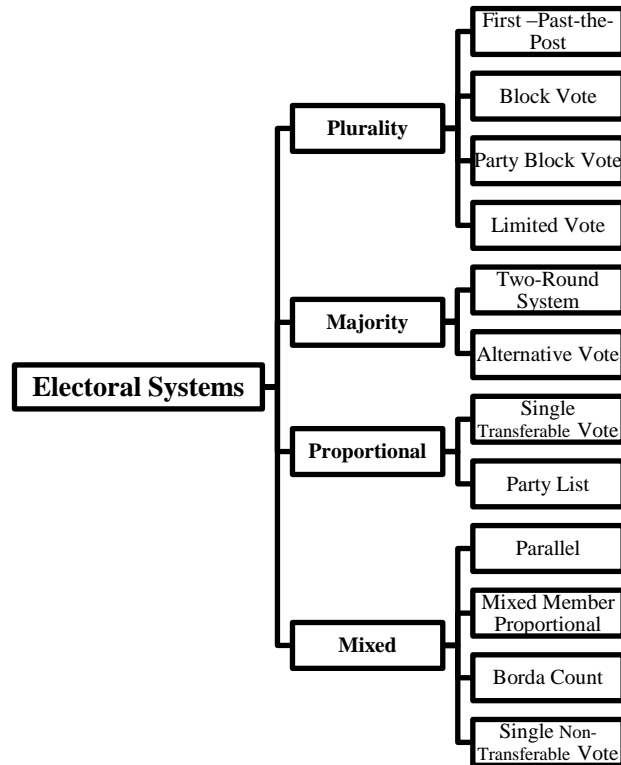 First –Past-the-
Post
Block Vote
Plurality
Party Block Vote
Limited Vote
Two-Round
System
Majority
Alternative Vote
Electoral Systems
Single
Transferable Vote
Proportional
Party List
Parallel
Mixed Member
Proportional
Mixed
Borda Count
Single Non-
Transferable Vote